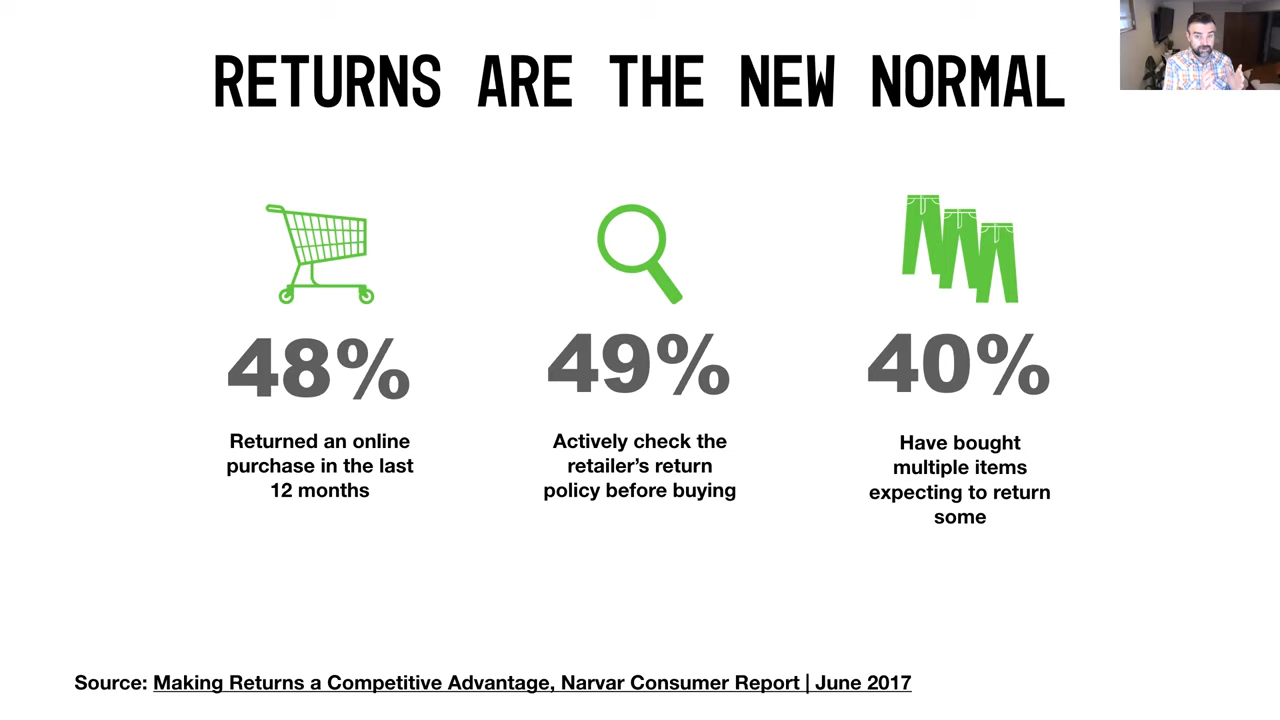 RETURNS ARE THE NEW NORMAL
48%
Returned an online
purchase in the last
12 months
49%
Actively check the
retailer's return
policy before buying
40%
Have bought
multiple items
expecting to return
some
Source: Making Returns a Competitive Advantage, Narvar Consumer Report | June 2017